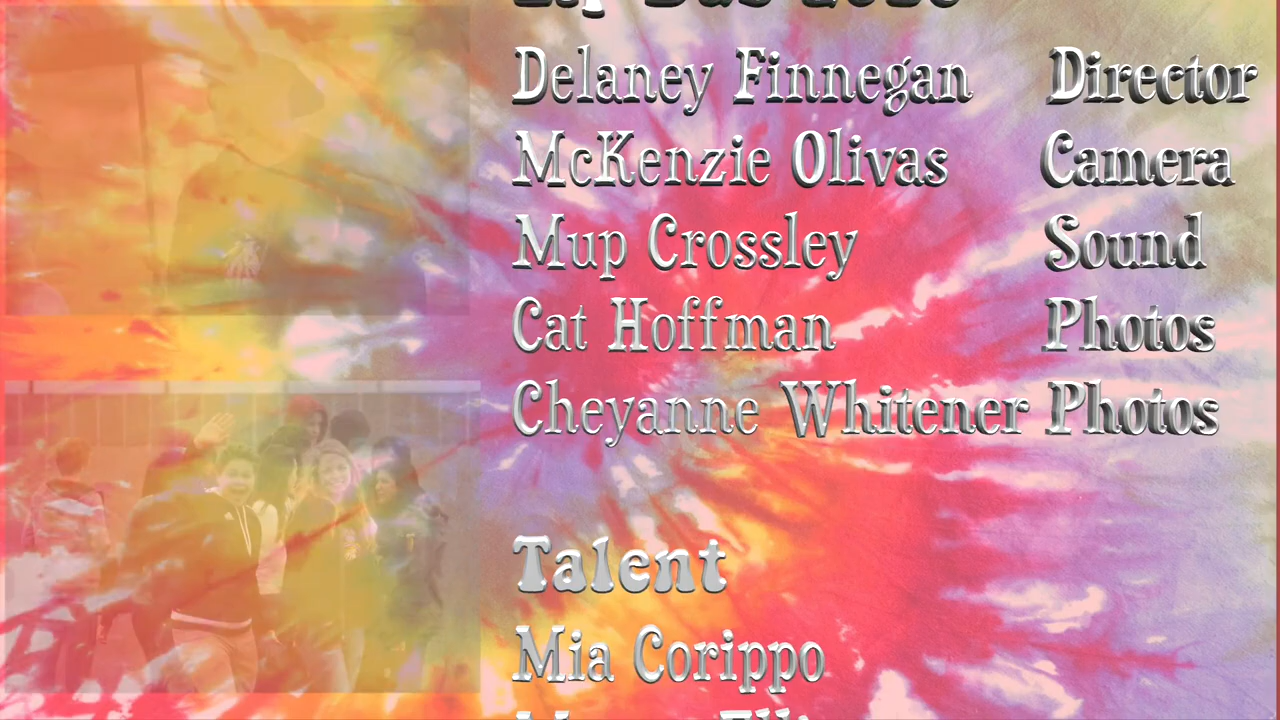 Delaney Finnegan Director
McKenzie Olivas Camera
Mup Crossley Sound
Cat Hoffman Photos
Cheyanne Whitener Photos
Talent
Mia Corippo